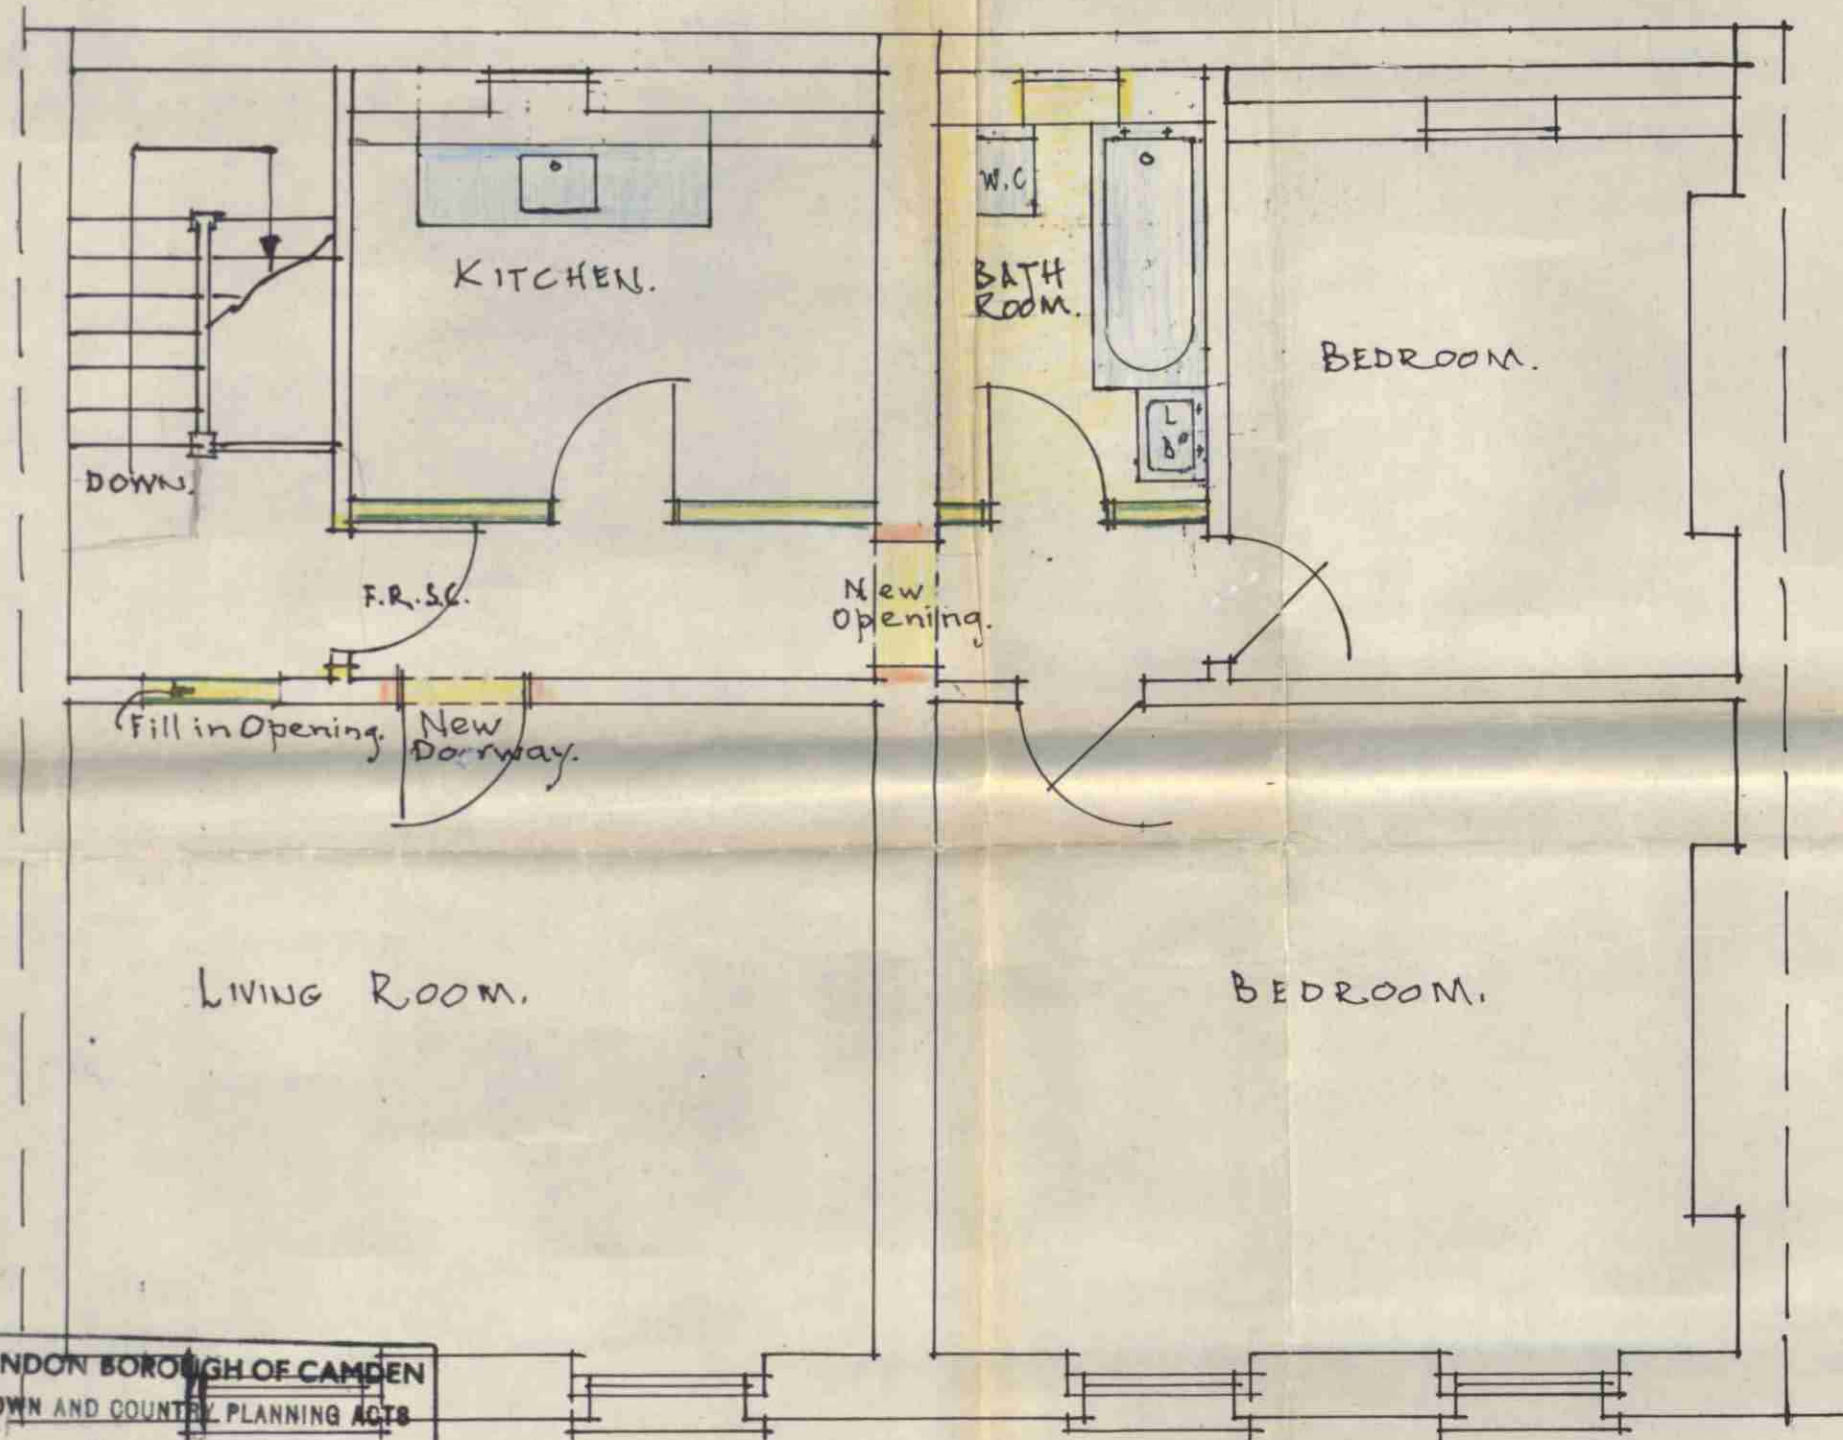 KITCHEN.
W.C
BATH
ROOM.
BEDROOM.
L
B
DOWN.
F.R.S.C.
New
Opening.
Fill in Opening.
New
Doorway.
LIVING ROOM.
BEDROOM.
NDON BOROUGH OF CAMDEN
OWN AND COUNTRY PLANNING ACTS